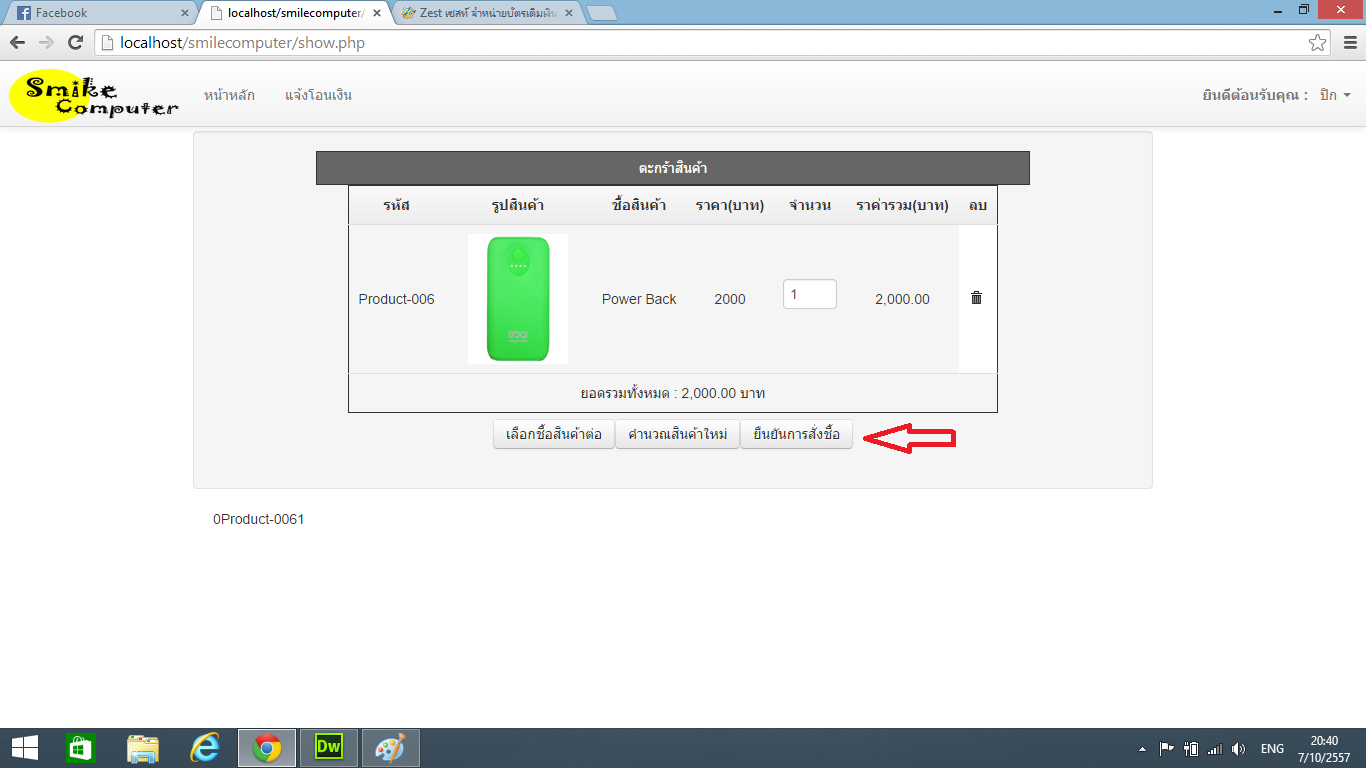 Facebook
localhost/smilecomputer/
Zest เซสท์ จำหน่ายบัตรเติมเงิน
localhost/smilecomputer/show.php
Smike
Computer
หน้าหลัก
แจ้งโอนเงิน
ยินดีต้อนรับคุณ : ปิก
ตะกร้าสินค้า
รหัส รูปสินค้า ชื่อสินค้า ราคา(บาท) จำนวน ราค่ารวม(บาท) ลบ
Product-006 Power Back 2000 1 2,000.00
ยอดรวมทั้งหมด : 2,000.00 บาท
เลือกซื้อสินค้าต่อ คำนวณสินค้าใหม่ ยืนยันการสั่งซื้อ
0Product-0061
Dw
ENG
20:40
7/10/2557